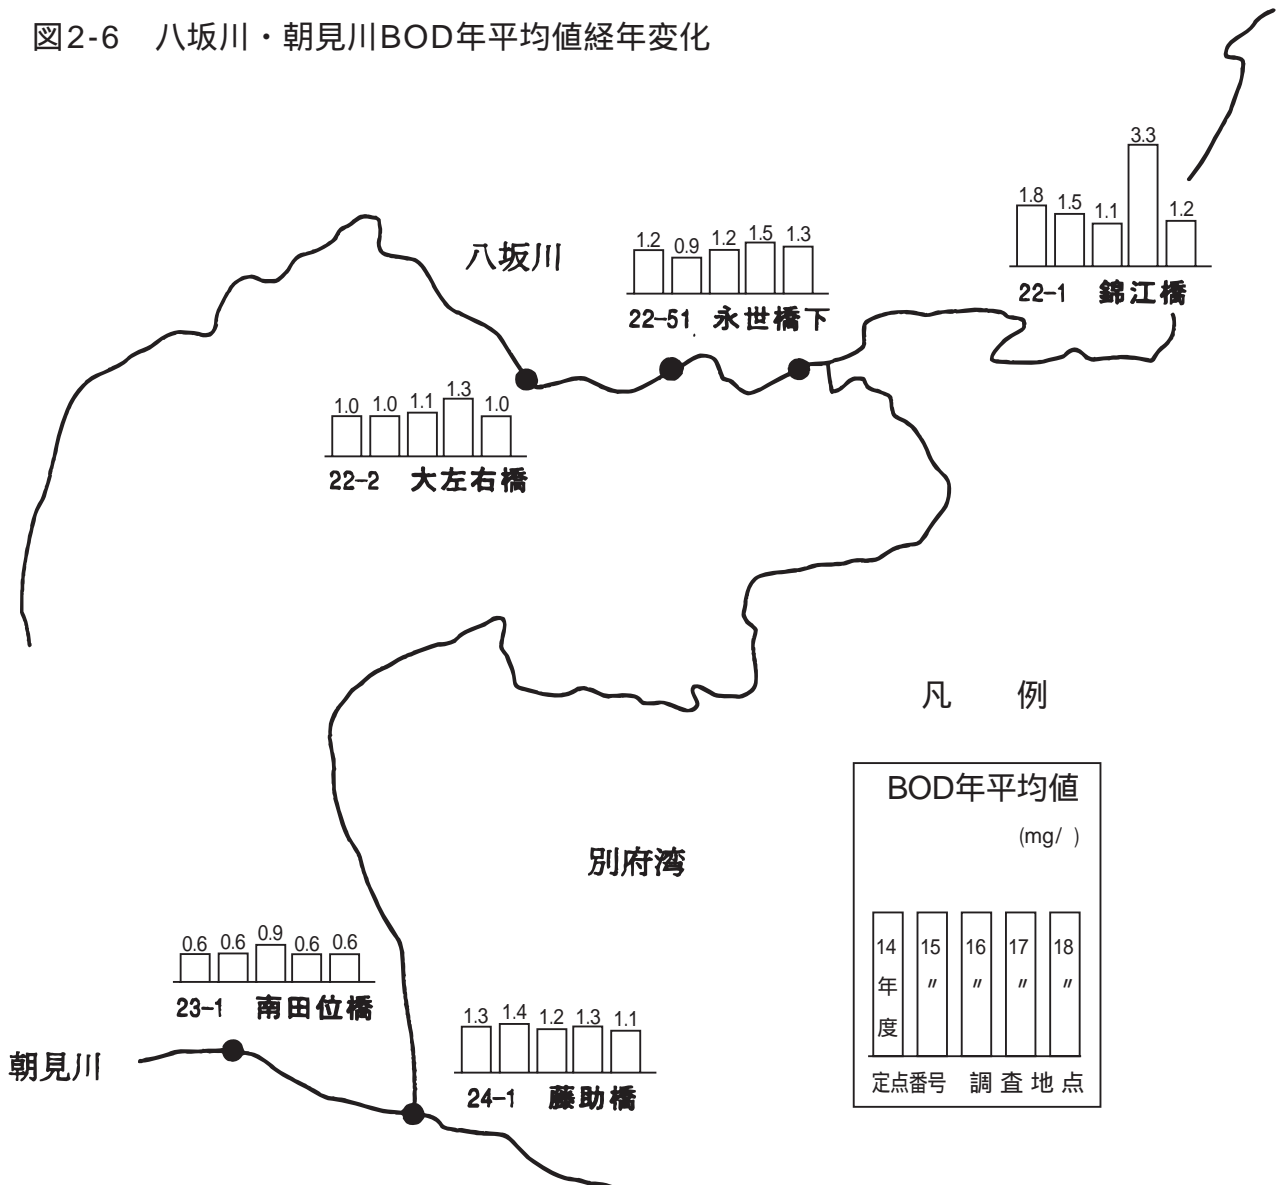 図2-6 八坂川・朝見川BOD年平均値経年変化
3.3
1.8 1.5 1.1 1.2
22-1 錦江橋
八坂川
1.2 0.9 1.2 1.5 1.3
22-51 永世橋下
1.0 1.0 1.1 1.3 1.0
22-2 大左右橋
凡 例
BOD年平均値
(mg/ )
14年度 15〃 16〃 17〃 18〃
定点番号 調査地点
別府湾
0.6 0.6 0.9 0.6 0.6
23-1 南田位橋
朝見川
1.3 1.4 1.2 1.3 1.1
24-1 藤助橋